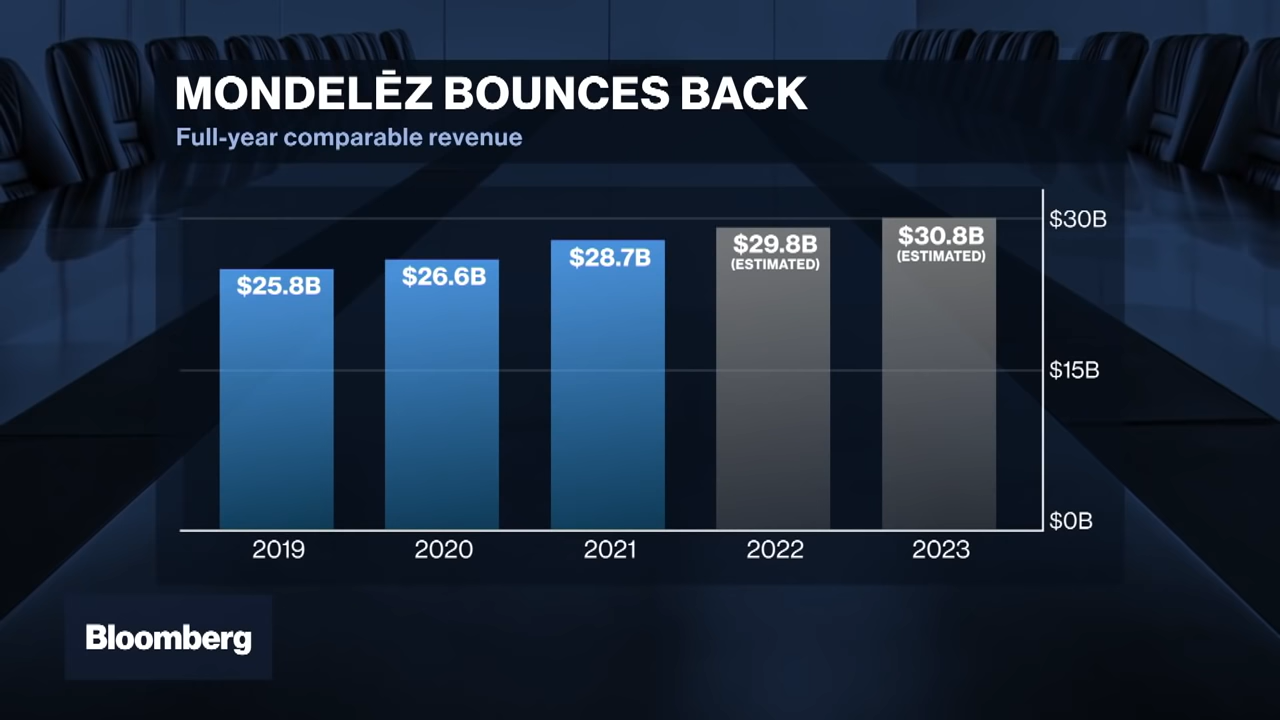 MONDELĒZ BOUNCES BACK
Full-year comparable revenue
$30B
$15B
$0B
$25.8B
$26.6B
$28.7B
$29.8B
(ESTIMATED)
$30.8B
(ESTIMATED)
2019
2020
2021
2022
2023
Bloomberg